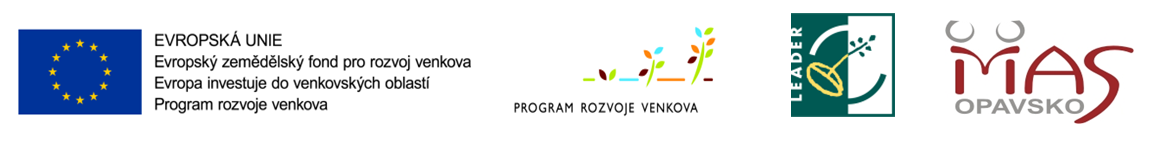 EVROPSKÁ UNIE
Evropský zemědělský fond pro rozvoj venkova
Evropa investuje do venkovských oblastí
Program rozvoje venkova
PROGRAM ROZVOJE VENKOVA
LEADER
MAS
OPAVSKO